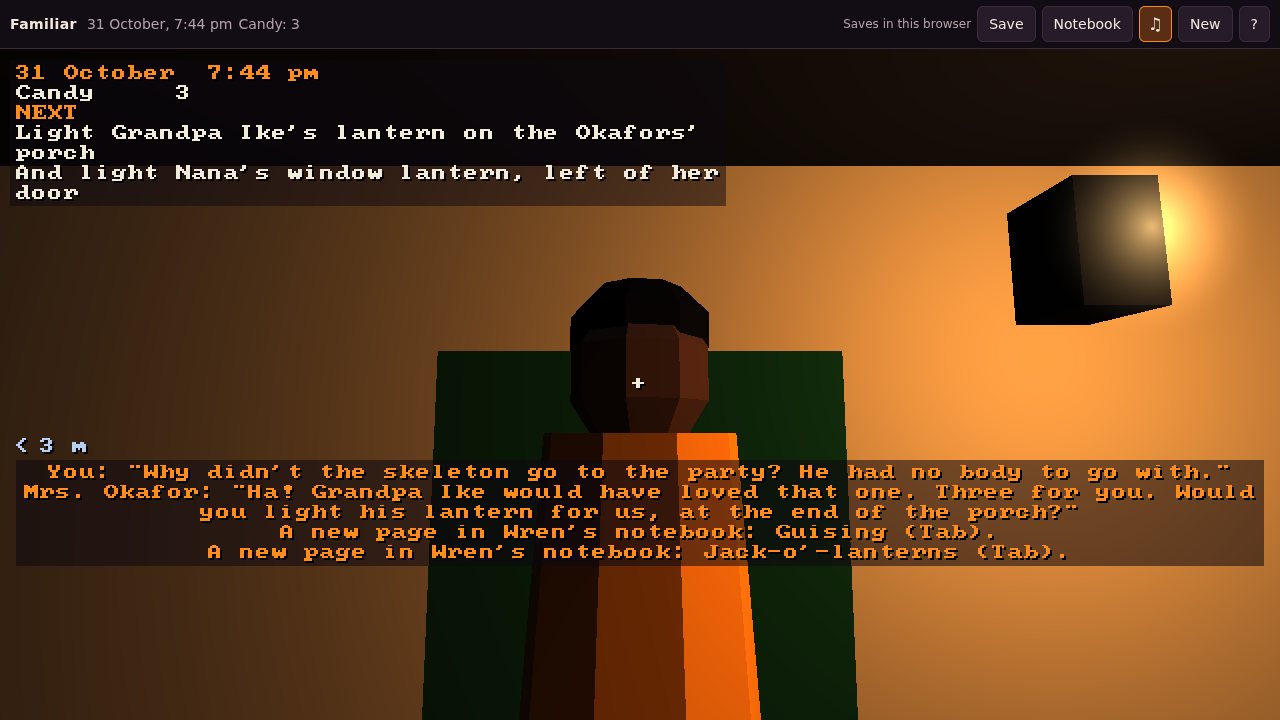 Familiar 31 October, 7:44 pm Candy: 3 Saves in this browser Save Notebook ♫ New ?
31 October 7:44 pm
Candy 3
NEXT
Light Grandpa Ike's lantern on the Okafors'
porch
And light Nana's window lantern, left of her
door
< 3 m
You: "Why didn't the skeleton go to the party? He had no body to go with."
Mrs. Okafor: "Ha! Grandpa Ike would have loved that one. Three for you. Would
you light his lantern for us, at the end of the porch?"
A new page in Wren's notebook: Guising (Tab).
A new page in Wren's notebook: Jack-o'-lanterns (Tab).